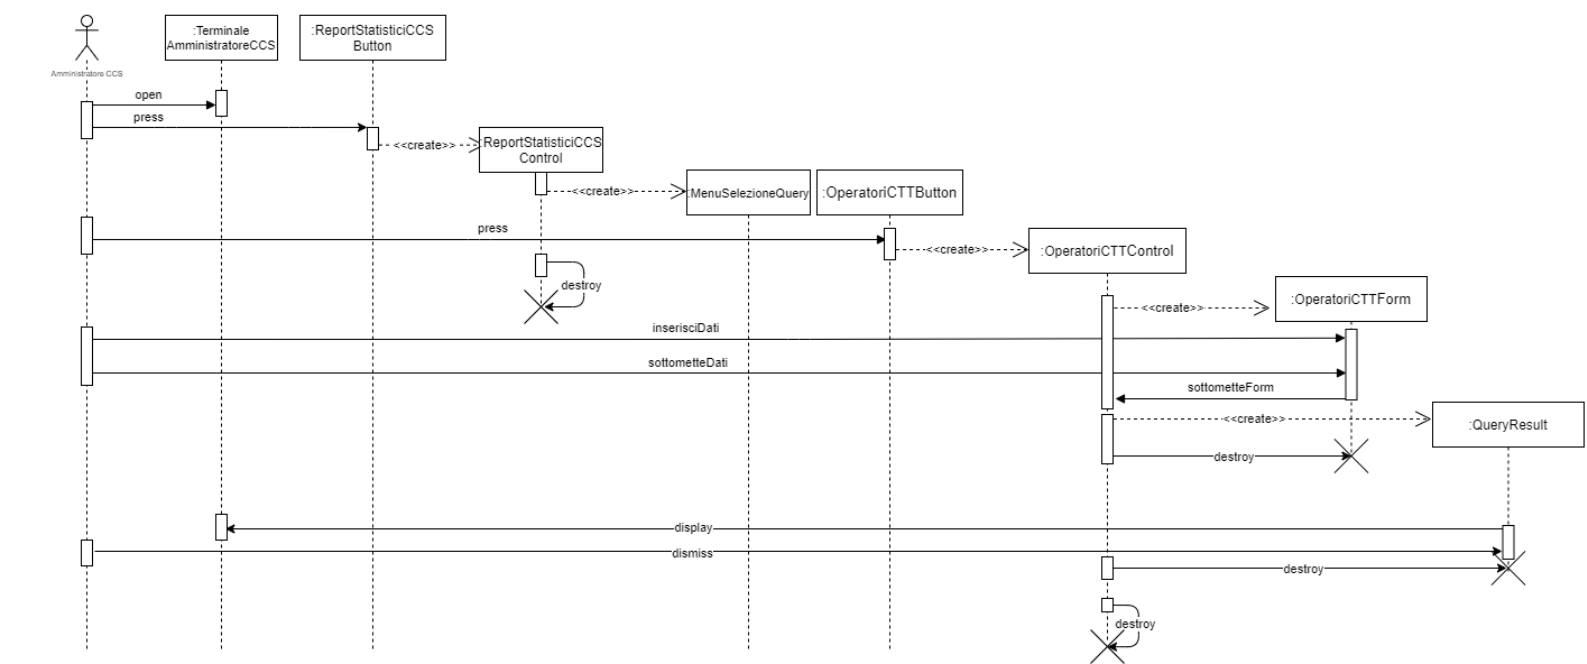 :Terminale
AmministratoreCCS
:ReportStatisticiCCS
Button
Amministratore CCS
open
press
<<create>>
:ReportStatisticiCCS
Control
<<create>>
:MenuSelezioneQuery
:OperatoriCTTButton
press
<<create>>
:OperatoriCTTControl
destroy
<<create>>
:OperatoriCTTForm
inserisciDati
sottometteDati
sottometteForm
<<create>>
:QueryResult
destroy
display
dismiss
destroy
destroy